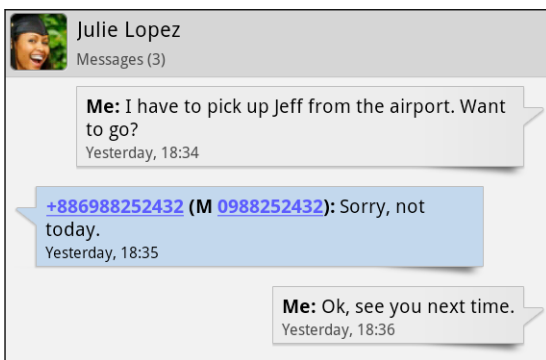 Julie Lopez
Messages (3)
Me: I have to pick up Jeff from the airport. Want
to go?
Yesterday, 18:34
+886988252432 (M 0988252432): Sorry, not
today.
Yesterday, 18:35
Me: Ok, see you next time.
Yesterday, 18:36